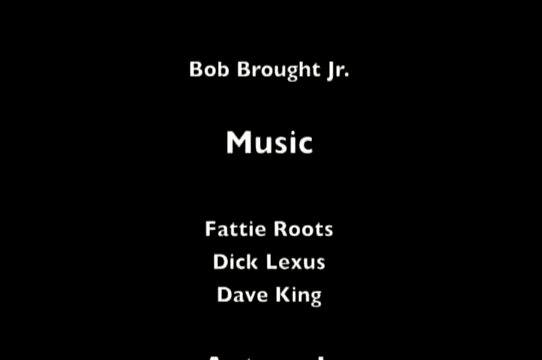 Bob Brought Jr.
Music
Fattie Roots
Dick Lexus
Dave King